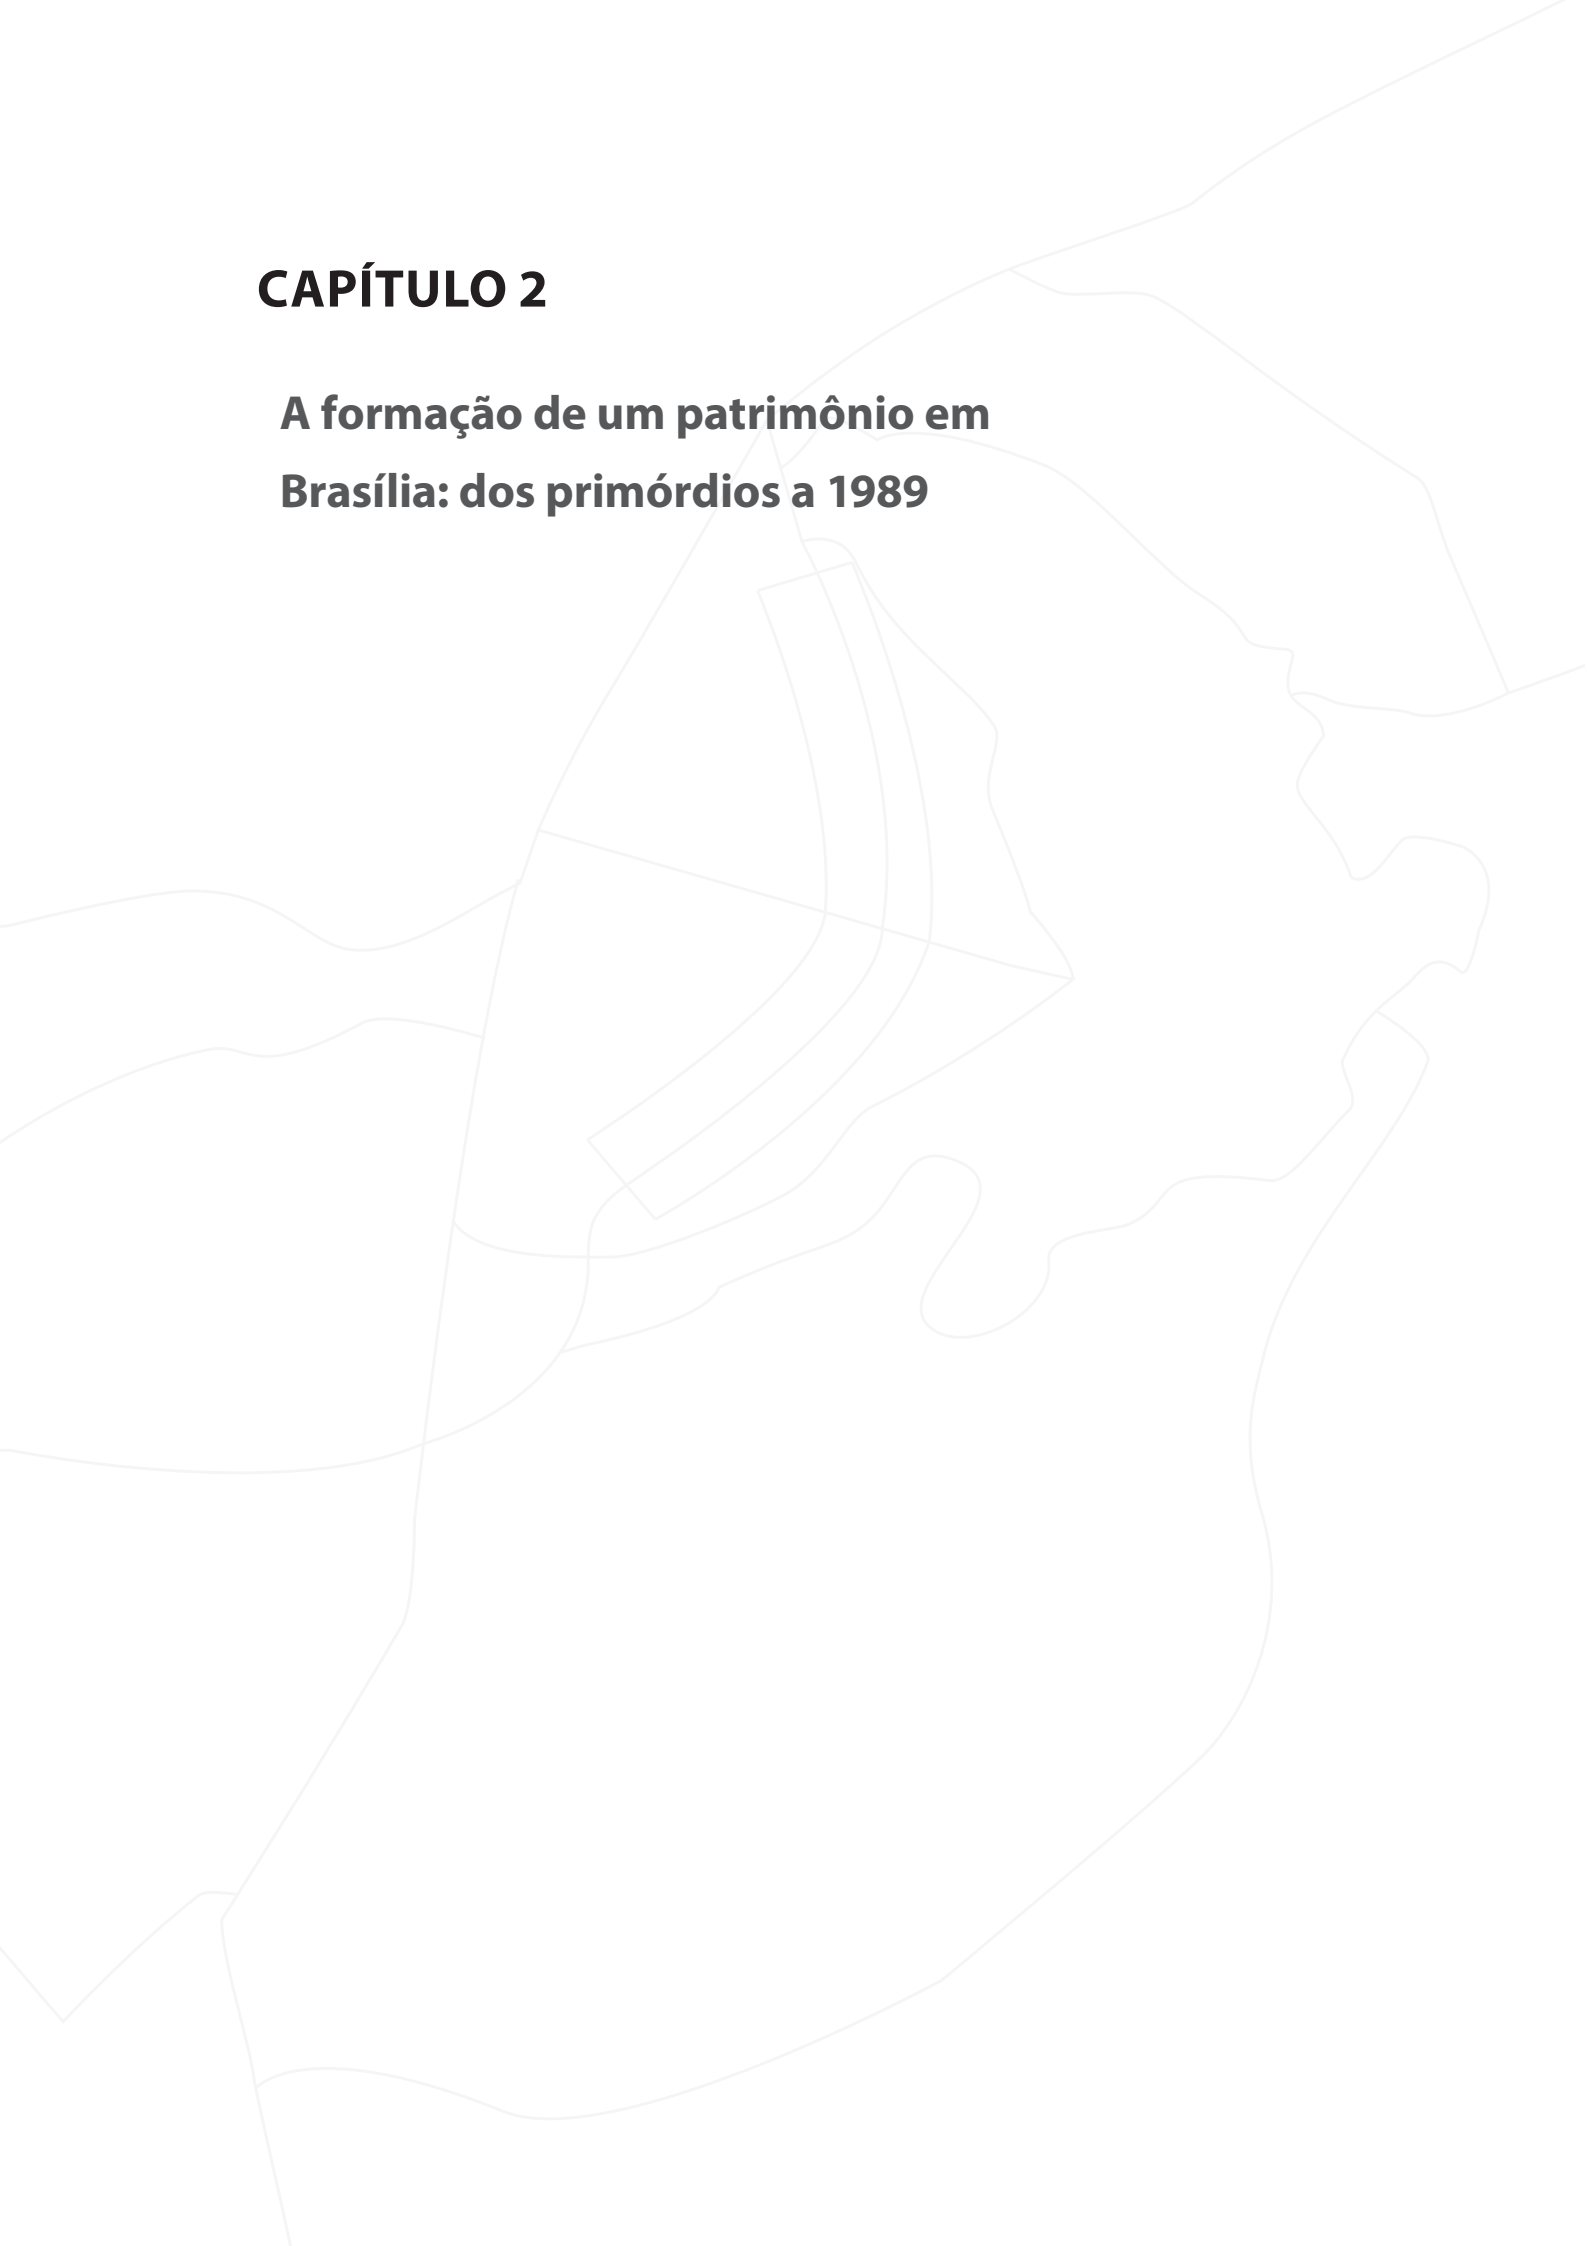 CAPÍTULO 2
A formação de um patrimônio em
Brasília: dos primórdios a 1989